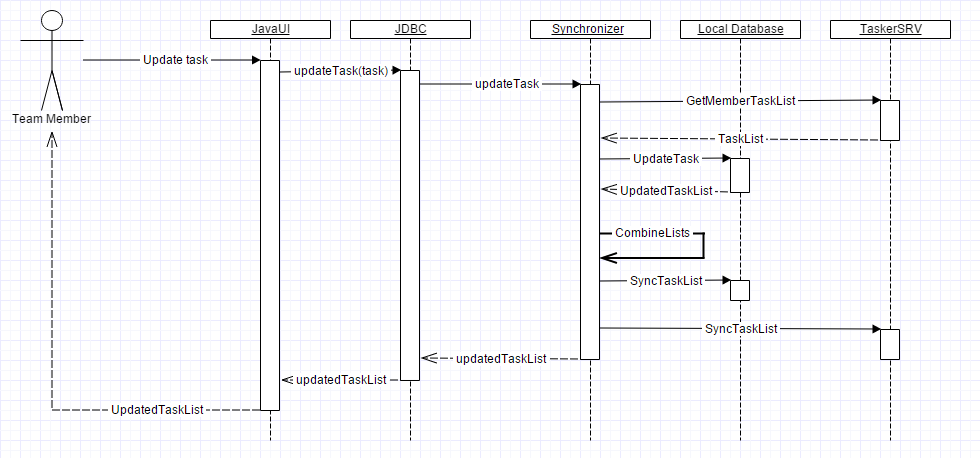 JavaUI
JDBC
Synchronizer
Local Database
TaskerSRV
Update task
updateTask(task)
updateTask
GetMemberTaskList
Team Member
TaskList
UpdateTask
UpdatedTaskList
CombineLists
SyncTaskList
SyncTaskList
updatedTaskList
updatedTaskList
UpdatedTaskList